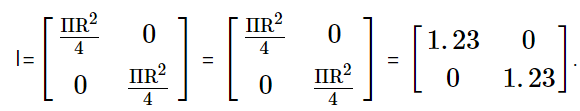 I= [ ΠR²/4 0 ; 0 ΠR²/4 ] = [ ΠR²/4 0 ; 0 ΠR²/4 ] = [ 1.23 0 ; 0 1.23 ].